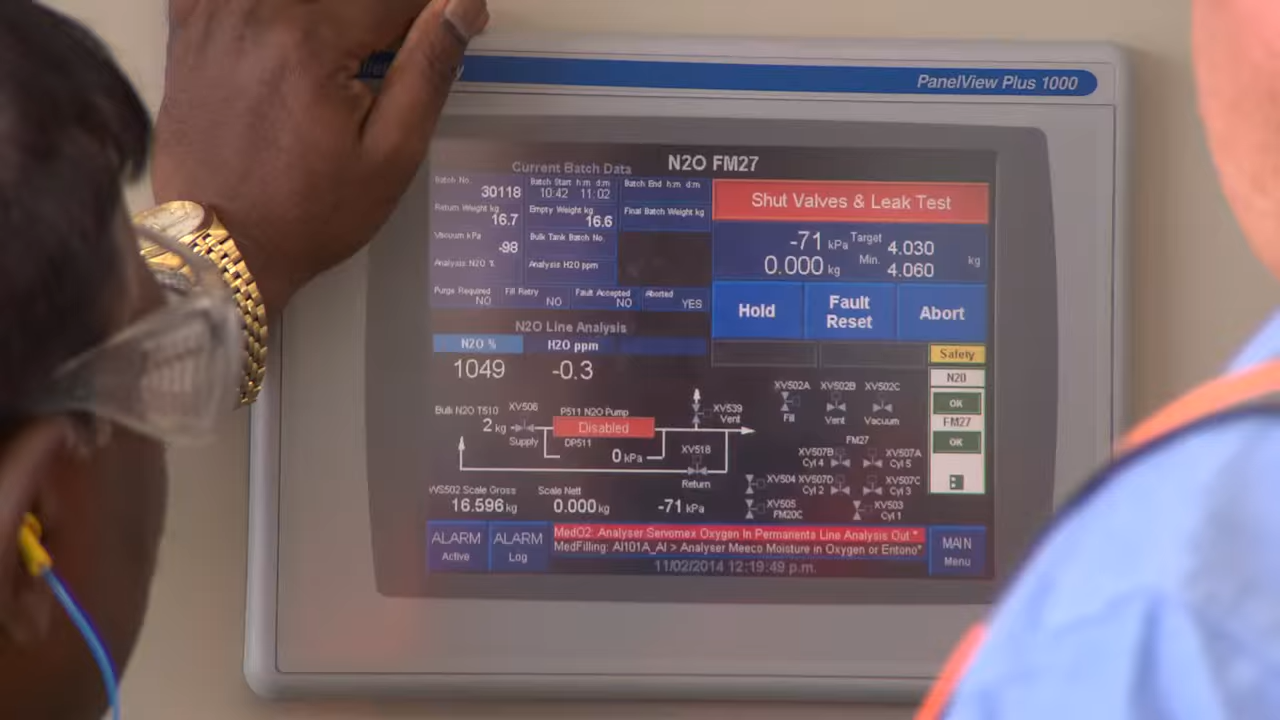 PanelView Plus 1000
Current Batch Data
N2O FM27
Batch No.
30118
Batch Start h:m d:m
10:42 11:02
Batch End h:m d:m
Return Weight kg
16.7
Empty Weight kg
16.6
Final Batch Weight kg
Vacuum kPa
-98
Bulk Tank Batch No.
Analysis N2O %
Analysis H2O ppm
Purge Required
NO
Fill Retry
NO
Fault Accepted
NO
Aborted
YES
Shut Valves & Leak Test
-71 kPa Target 4.030
0.000 kg Min. 4.060 kg
Hold
Fault Reset
Abort
N2O Line Analysis
N2O %
H2O ppm
1049
-0.3
Safety
N20
OK
FM27
OK
Bulk N2O T510
2 kg
XV506
Supply
P511 N2O Pump
Disabled
DP511
0 kPa
XV539
Vent
XV518
Return
XV502A
Fill
XV502B
Vent
XV502C
Vacuum
FM27
XV507B
Cyl 4
XV507A
Cyl 5
XV504
XV507D
Cyl 2
XV507C
Cyl 3
XV505
FM20C
XV503
Cyl 1
WS502 Scale Gross
16.596 kg
Scale Nett
0.000 kg
-71 kPa
ALARM
Active
ALARM
Log
MedO2: Analyser Servomex Oxygen In Permanenta Line Analysis Out *
MedFilling: AI101A_AI > Analyser Meeco Moisture in Oxygen or Entono*
MAIN
Menu
11/02/2014 12:19:49 p.m.